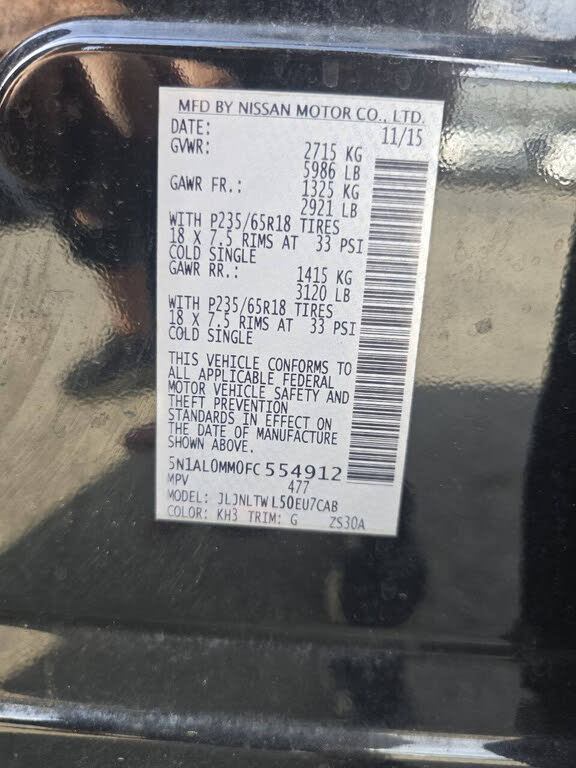 MFD BY NISSAN MOTOR CO., LTD.
DATE: 11/15
GVWR: 2715 KG
5986 LB
GAWR FR.: 1325 KG
2921 LB
WITH P235/65R18 TIRES
18 X 7.5 RIMS AT 33 PSI
COLD SINGLE
GAWR RR.: 1415 KG
3120 LB
WITH P235/65R18 TIRES
18 X 7.5 RIMS AT 33 PSI
COLD SINGLE
THIS VEHICLE CONFORMS TO
ALL APPLICABLE FEDERAL
MOTOR VEHICLE SAFETY AND
THEFT PREVENTION
STANDARDS IN EFFECT ON
THE DATE OF MANUFACTURE
SHOWN ABOVE.
5N1AL0MM0FC554912
MPV 477
MODEL: JLJNLTWL50EU7CAB
COLOR: KH3 TRIM: G ZS30A